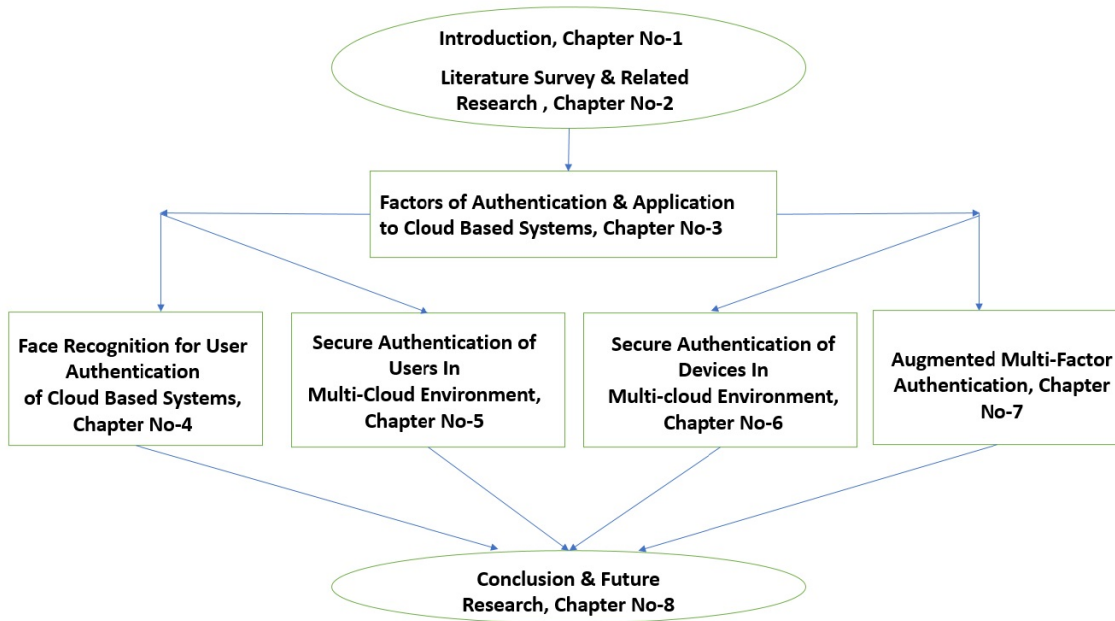 Introduction, Chapter No-1
Literature Survey & Related
Research , Chapter No-2
Factors of Authentication & Application
to Cloud Based Systems, Chapter No-3
Face Recognition for User
Authentication
of Cloud Based Systems,
Chapter No-4
Secure Authentication of
Users In
Multi-Cloud Environment,
Chapter No-5
Secure Authentication of
Devices In
Multi-cloud Environment,
Chapter No-6
Augmented Multi-Factor
Authentication, Chapter
No-7
Conclusion & Future
Research, Chapter No-8